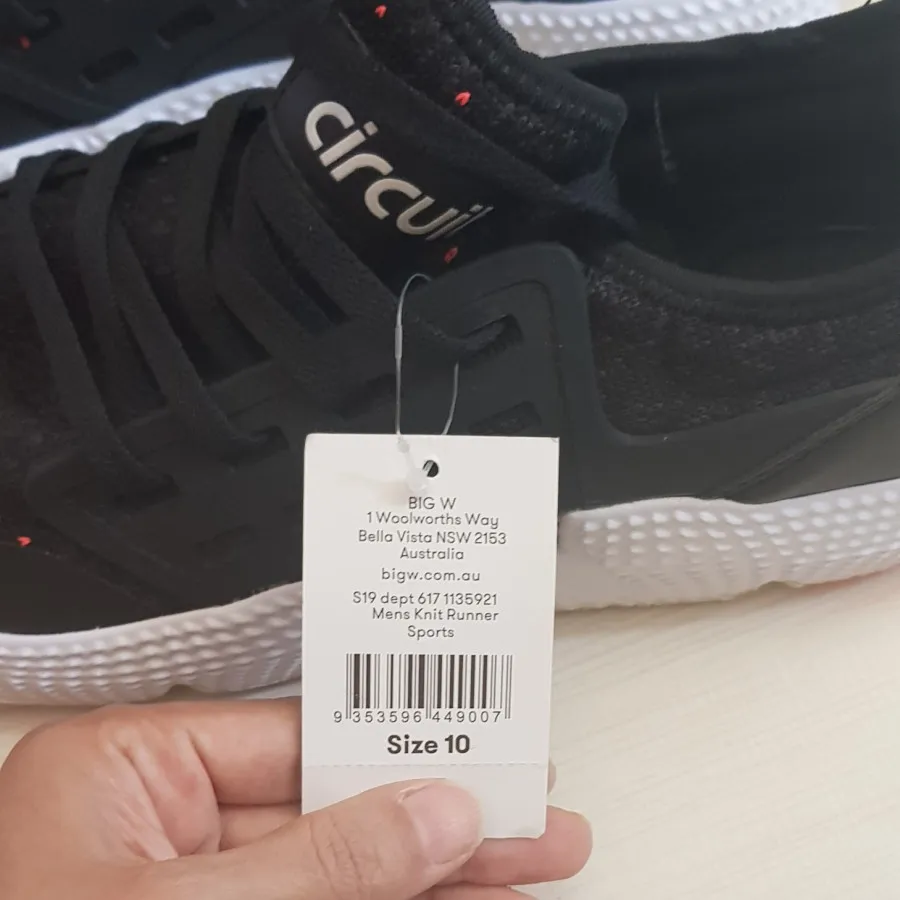 circuit
BIG W
1 Woolworths Way
Bella Vista NSW 2153
Australia
bigw.com.au
S19 dept 617 1135921
Mens Knit Runner
Sports
9 353596 449007
Size 10